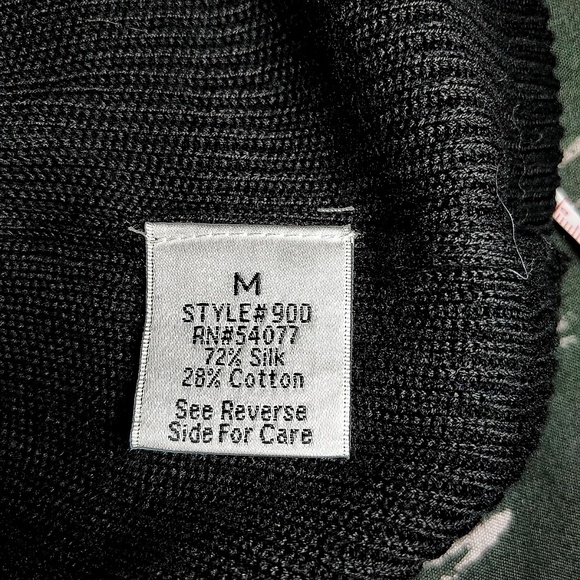 M
STYLE# 900
RN#54077
72% Silk
28% Cotton
See Reverse
Side For Care